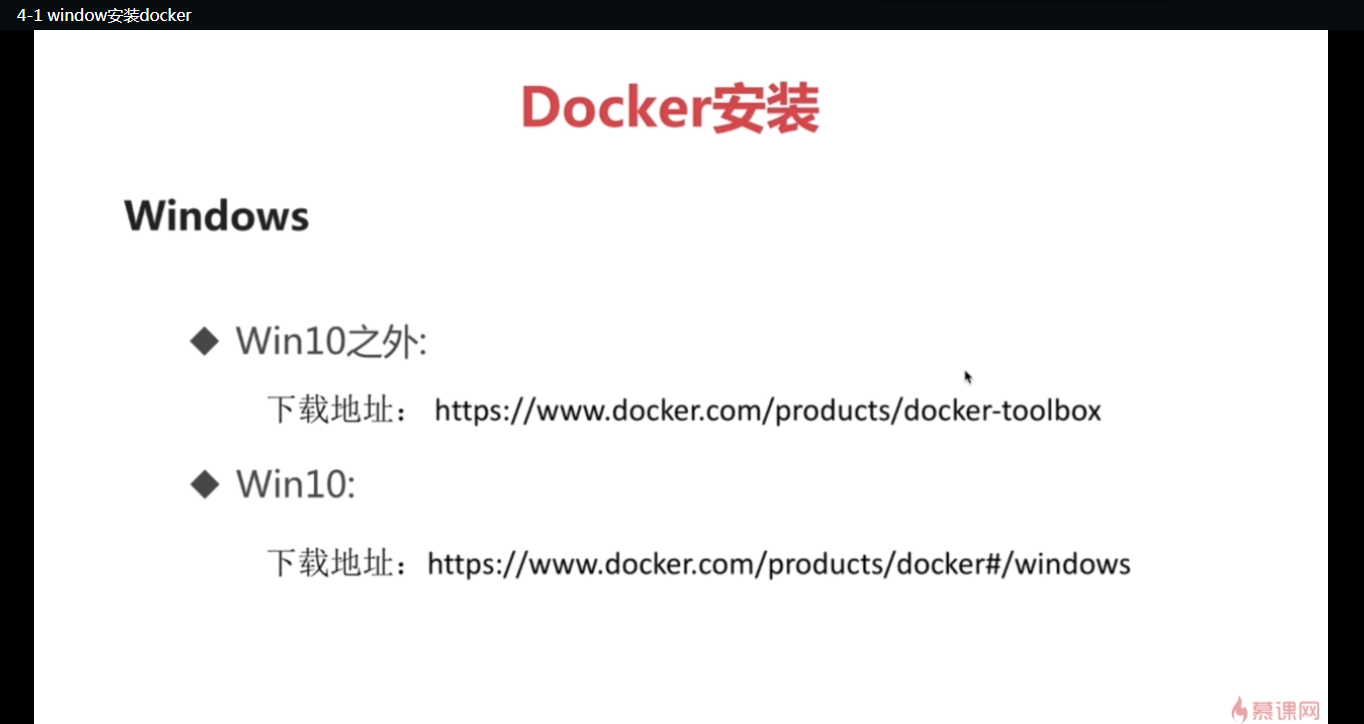 4-1 window安装docker
Docker安装
Windows
Win10之外:
下载地址： https://www.docker.com/products/docker-toolbox
Win10:
下载地址：https://www.docker.com/products/docker#/windows
慕课网